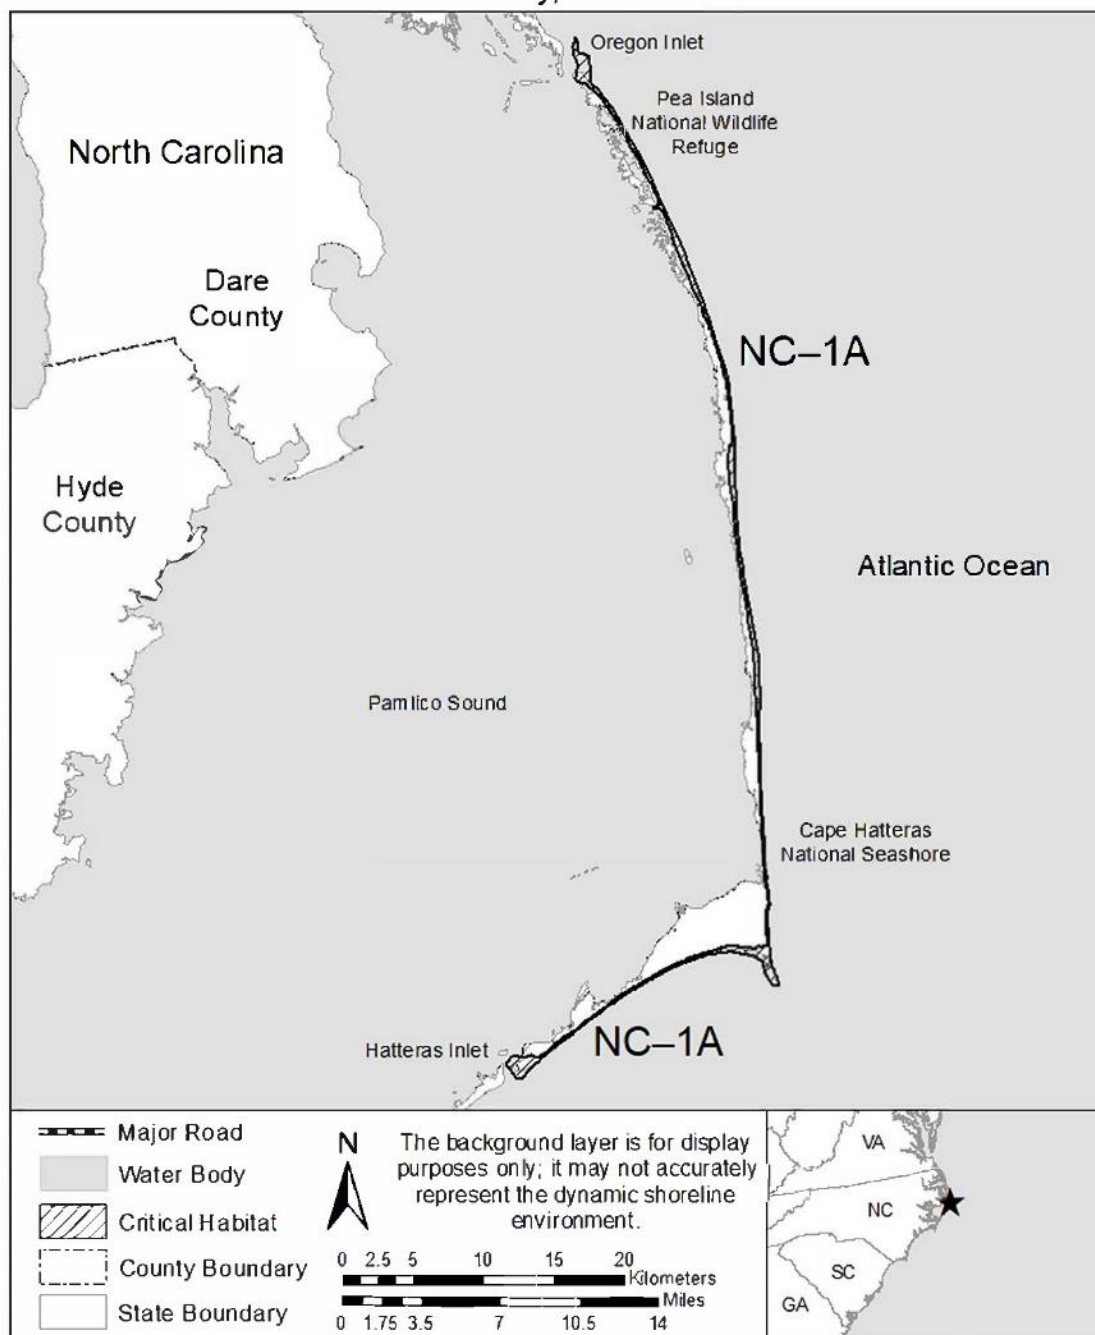 Oregon Inlet
Pea Island
National Wildlife
Refuge
North Carolina
Dare
County
NC–1A
Hyde
County
Atlantic Ocean
Pamlico Sound
Cape Hatteras
National Seashore
NC–1A
Hatteras Inlet
Major Road
Water Body
Critical Habitat
County Boundary
State Boundary
N
The background layer is for display
purposes only; it may not accurately
represent the dynamic shoreline
environment.
0 2.5 5 10 15 20
Kilometers
Miles
0 1.75 3.5 7 10.5 14
VA
NC
SC
GA